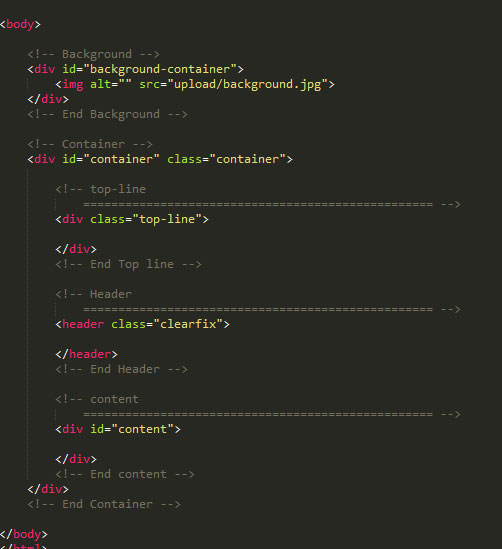 <body>
<!-- Background -->
<div id="background-container">
<img alt="" src="upload/background.jpg">
</div>
<!-- End Background -->
<!-- Container -->
<div id="container" class="container">
<!-- top-line
================================================== -->
<div class="top-line">
</div>
<!-- End Top line -->
<!-- Header
================================================== -->
<header class="clearfix">
</header>
<!-- End Header -->
<!-- content
================================================== -->
<div id="content">
</div>
<!-- End content -->
</div>
<!-- End Container -->
</body>
</html>